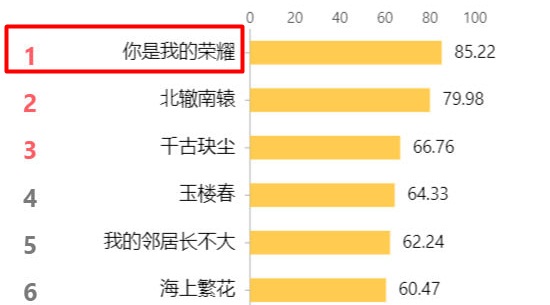 0 20 40 60 80 100
1 你是我的荣耀 85.22
2 北辙南辕 79.98
3 千古玦尘 66.76
4 玉楼春 64.33
5 我的邻居长不大 62.24
6 海上繁花 60.47